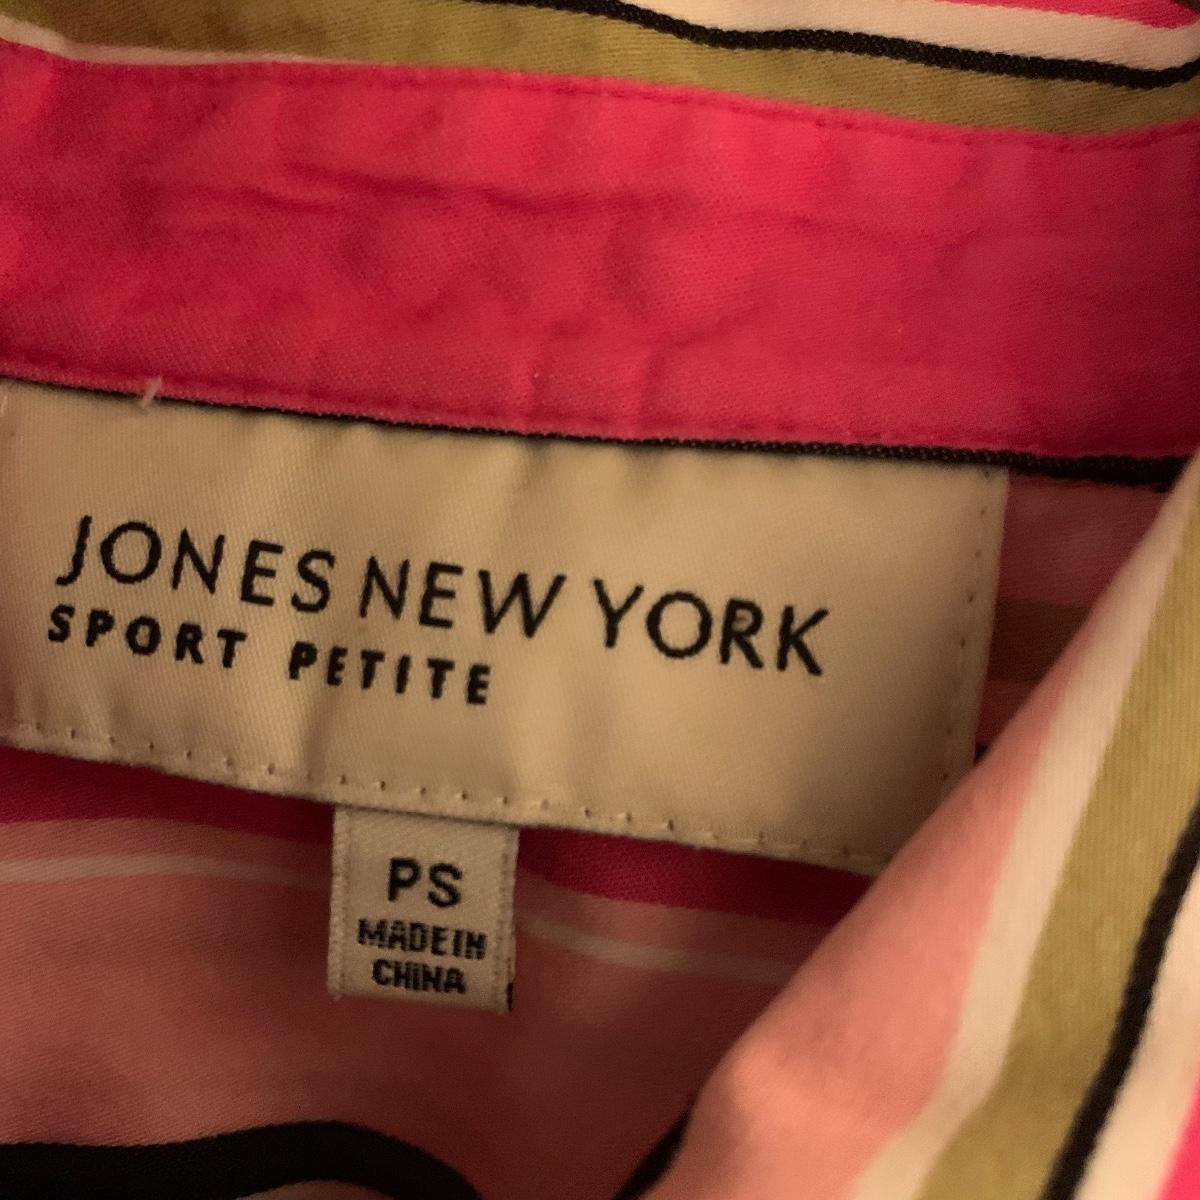 JONES NEW YORK
SPORT PETITE
PS
MADE IN
CHINA